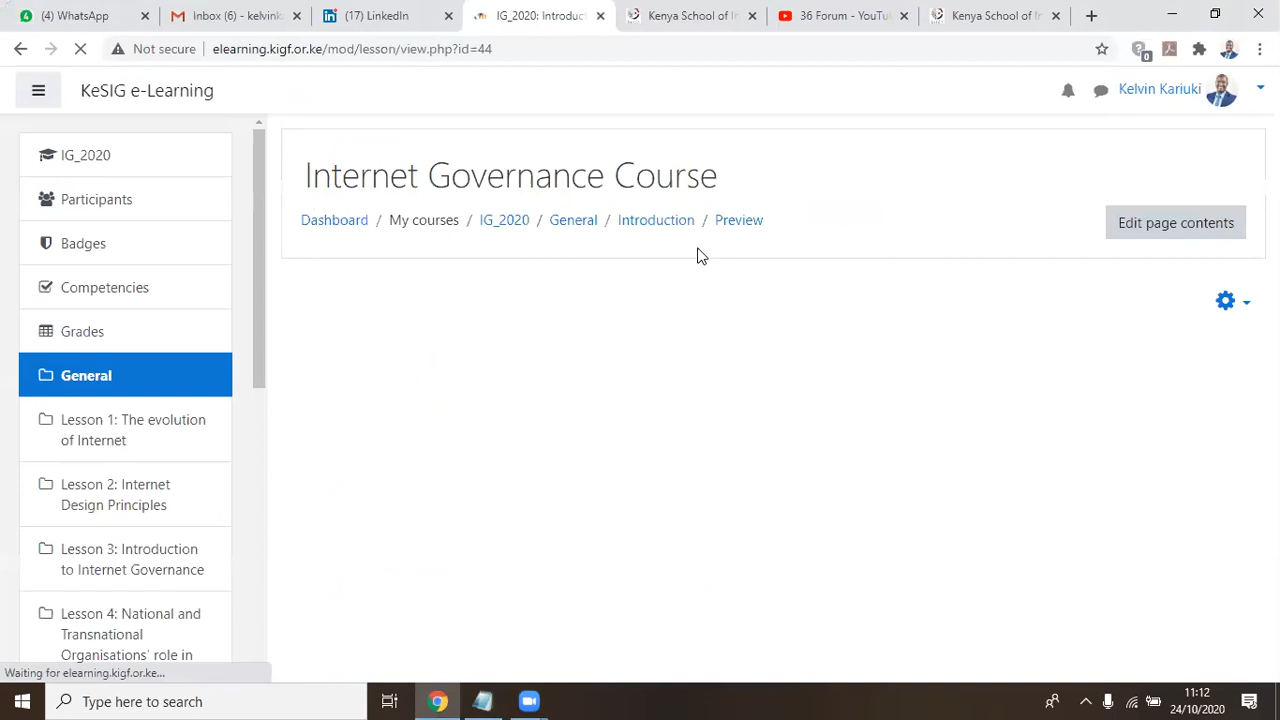 (4) WhatsApp
Inbox (6) - kelvink
(17) LinkedIn
IG_2020: Introduct
Kenya School of In
36 Forum - YouTu
Kenya School of In
Not secure
elearning.kigf.or.ke/mod/lesson/view.php?id=44
0
KeSIG e-Learning
Kelvin Kariuki
IG_2020
Participants
Badges
Competencies
Grades
General
Lesson 1: The evolution
of Internet
Lesson 2: Internet
Design Principles
Lesson 3: Introduction
to Internet Governance
Lesson 4: National and
Transnational
Organisations' role in
Internet Governance Course
Dashboard / My courses / IG_2020 / General / Introduction / Preview
Edit page contents
Waiting for elearning.kigf.or.ke...
Type here to search
11:12
24/10/2020